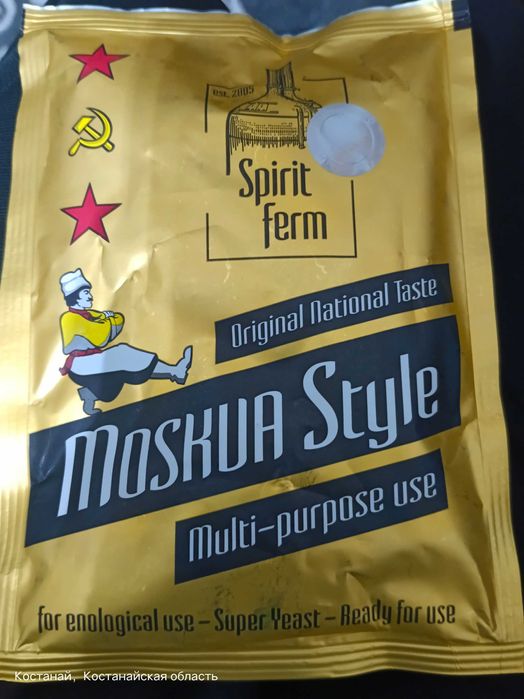 est. 2005
Spirit
ferm
Original National Taste
Moskva Style
Multi-purpose use
for enological use – Super Yeast – Ready for use
Костанай, Костанайская область